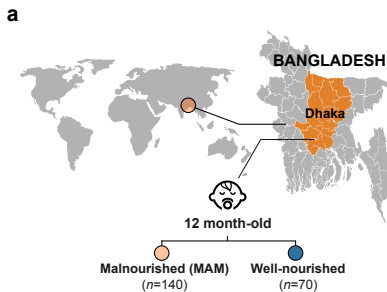 a
BANGLADESH
Dhaka
12 month-old
Malnourished (MAM)
(n=140)
Well-nourished
(n=70)